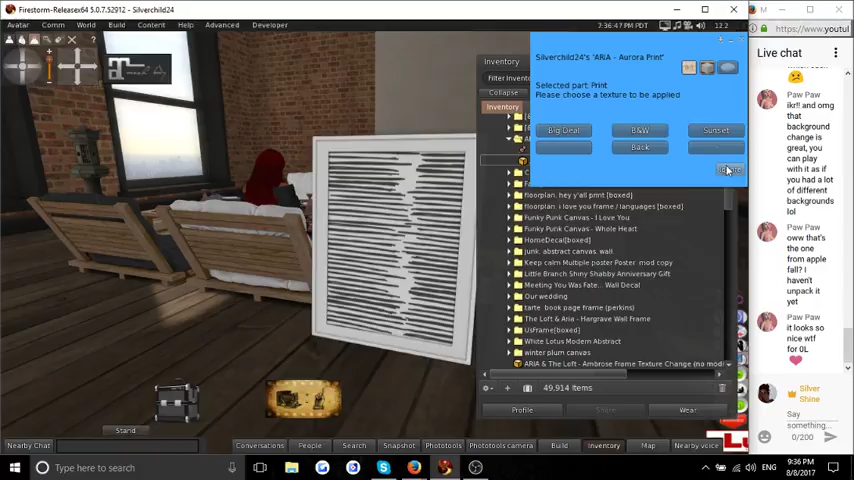 Firestorm-Releasex64 5.0.7.52912 - Silverchild24
Avatar Comm World Build Content Help Advanced Developer
7:36:47 PM PDT
12.2
https://www.youtul
Live chat
Silverchild24's 'ARIA - Aurora Print'
Selected part: Print
Please choose a texture to be applied
Big Deal B&W Sunset
Back
Inventory
Filter Invento
Collapse
Inventory
floorplan. hey y'all print [boxed]
floorplan. i love you frame / languages [boxed]
Funky Punk Canvas - I Love You
Funky Punk Canvas - Whole Heart
HomeDecal[boxed]
junk. abstract canvas. wall
Keep calm Multiple poster Poster mod copy
Little Branch Shiny Shabby Anniversary Gift
Meeting You Was Fate... Wall Decal
Our wedding
tarte. book page frame (perkins)
The Loft & Aria - Hargrave Wall Frame
UsFrame[boxed]
White Lotus Modern Abstract
winter plum canvas
ARIA & The Left - Ambrose Frame Texture Change (no mod
49,914 items
Profile Share Wear
Stand
Nearby Chat
Conversations People Search Snapshot Phototools Phototools camera Build Inventory Map Nearby voice
Paw Paw
ikr!! and omg
that
background
change is
great, you
can play
with it as if
you had a lot
of different
backgrounds
lol
Paw Paw
oww that's
the one
from apple
fall? i
haven't
unpack it
yet
Paw Paw
it looks so
nice wtf
for 0L
Silver
Shine
Say
something...
0/200
Type here to search
ENG
9:36 PM
8/8/2017